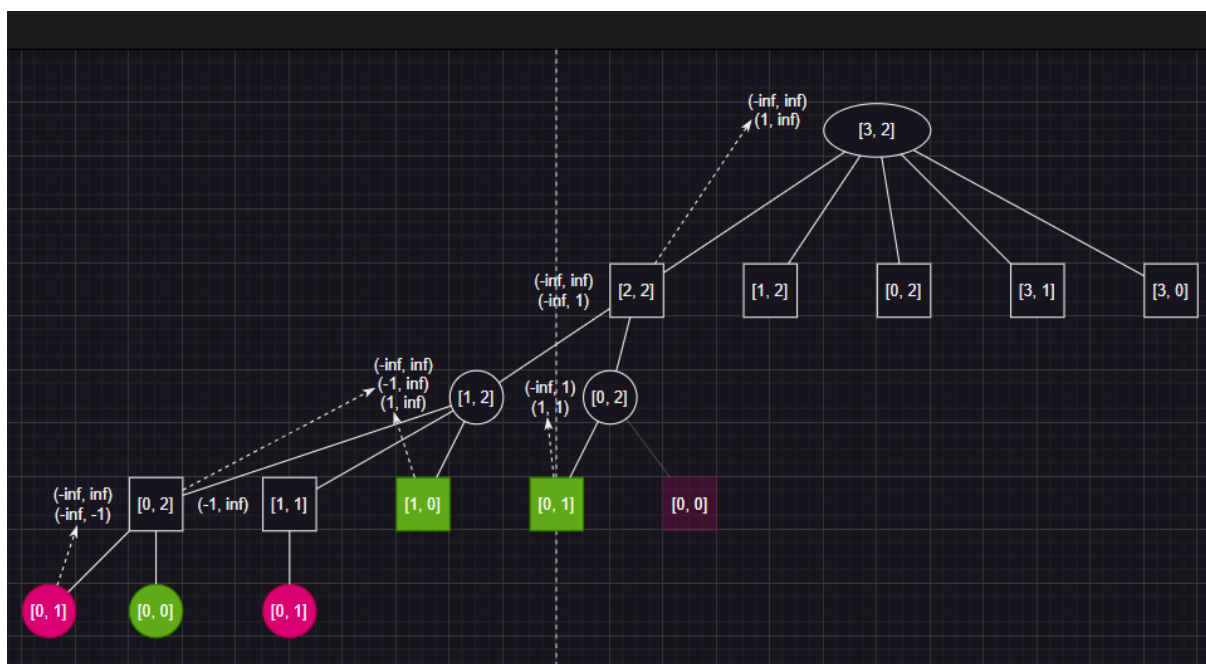 (-inf, inf)
(1, inf)
[3, 2]
(-inf, inf)
(-inf, 1)
[2, 2]
[1, 2]
[0, 2]
[3, 1]
[3, 0]
(-inf, inf)
(-1, inf)
(1, inf)
[1, 2]
(-inf, 1)
(1, 1)
[0, 2]
(-inf, inf)
(-inf, -1)
[0, 2]
(-1, inf)
[1, 1]
[1, 0]
[0, 1]
[0, 0]
[0, 1]
[0, 0]
[0, 1]